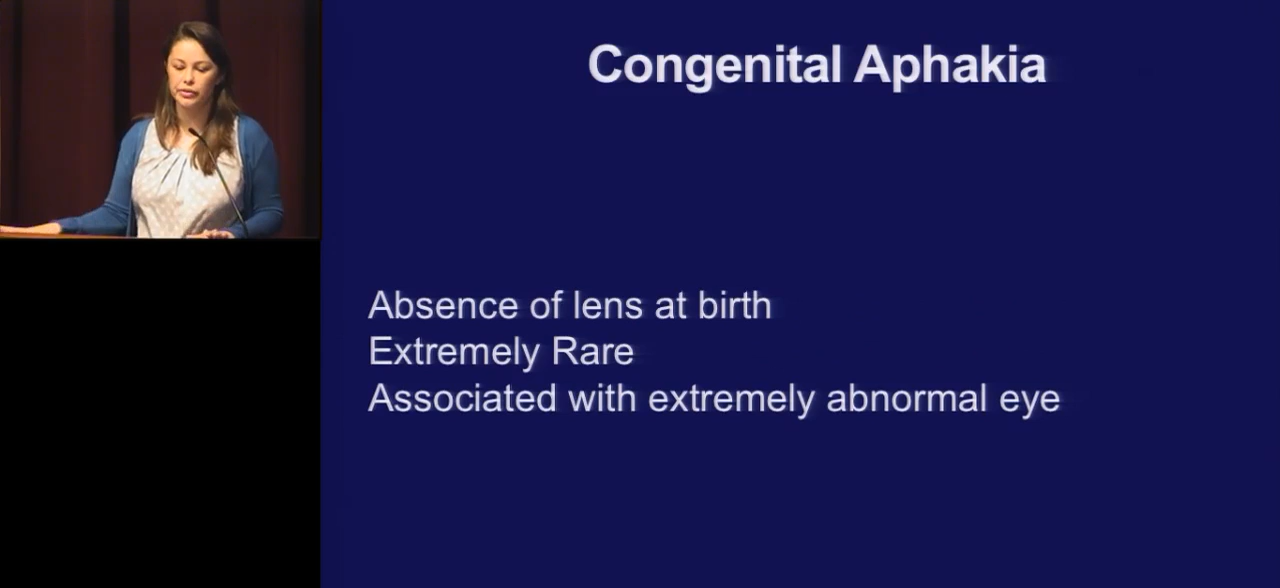 Congenital Aphakia
Absence of lens at birth
Extremely Rare
Associated with extremely abnormal eye